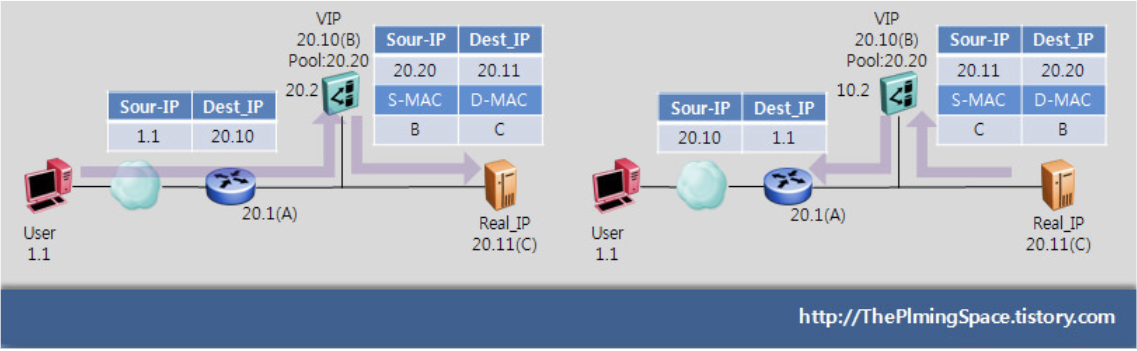 VIP
20.10(B)
Pool:20.20
20.2
Sour-IP Dest_IP
20.20 20.11
S-MAC D-MAC
B C
Sour-IP Dest_IP
1.1 20.10
20.1(A)
User
1.1
Real_IP
20.11(C)
VIP
20.10(B)
Pool:20.20
10.2
Sour-IP Dest_IP
20.11 20.20
S-MAC D-MAC
C B
Sour-IP Dest_IP
20.10 1.1
20.1(A)
User
1.1
Real_IP
20.11(C)
http://ThePlmingSpace.tistory.com